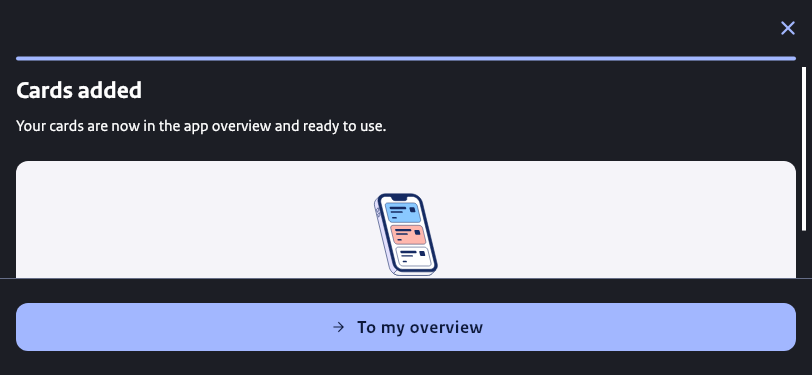 Cards added
Your cards are now in the app overview and ready to use.
To my overview